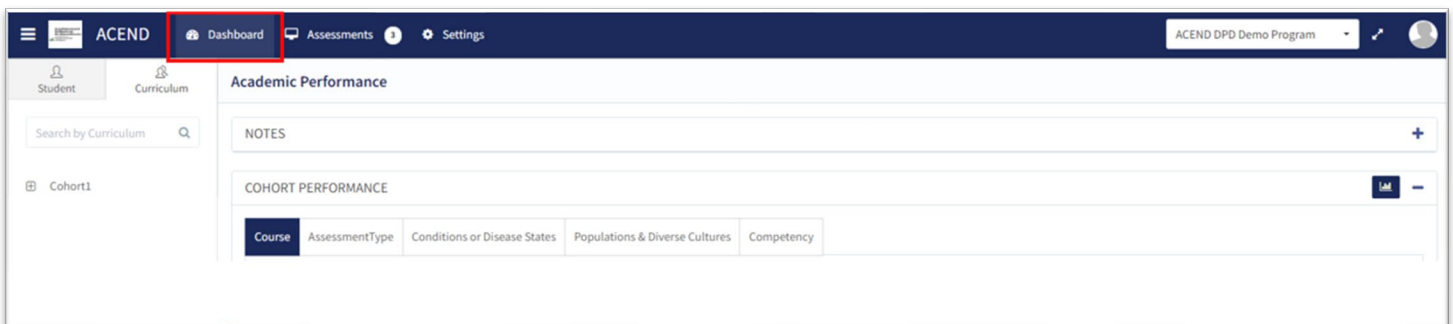 ACEND Dashboard Assessments 3 Settings ACEND DPD Demo Program
Student Curriculum
Academic Performance
Search by Curriculum
NOTES
Cohort1
COHORT PERFORMANCE
Course AssessmentType Conditions or Disease States Populations & Diverse Cultures Competency